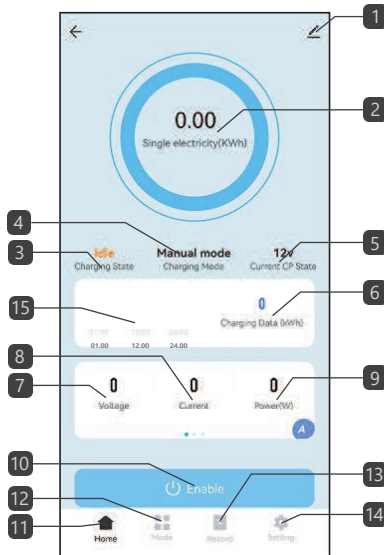 1
0.00
2
Single electricity(KWh)
4
Idle Manual mode 12v
5
3
Charging State Charging Mode Current CP State
15
0
6
Charging Data (kWh)
01.00 12.00 24.00
8
0 0 0
9
7
Voltage Current Power(W)
A
10
Enable
13
12
14
11
Home Mode Record Setting